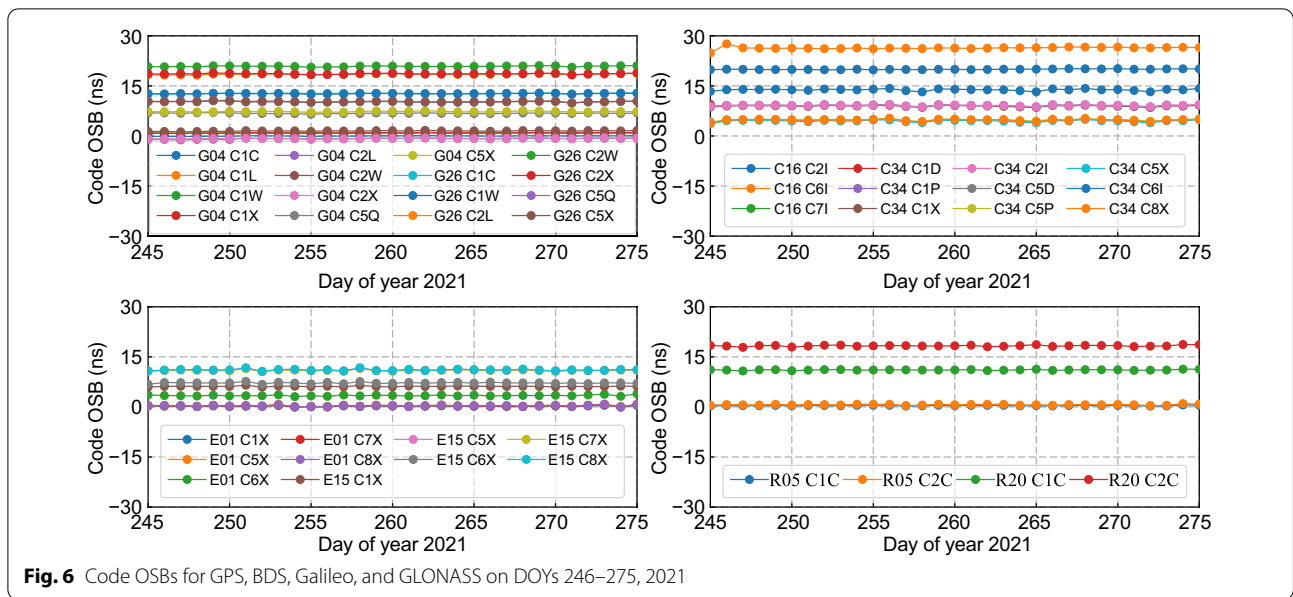 30
15
0
−15
−30
Code OSB (ns)
G04 C1C G04 C2L G04 C5X G26 C2W
G04 C1L G04 C2W G26 C1C G26 C2X
G04 C1W G04 C2X G26 C1W G26 C5Q
G04 C1X G04 C5Q G26 C2L G26 C5X
245 250 255 260 265 270 275
Day of year 2021
30
15
0
−15
−30
Code OSB (ns)
C16 C2I C34 C1D C34 C2I C34 C5X
C16 C6I C34 C1P C34 C5D C34 C6I
C16 C7I C34 C1X C34 C5P C34 C8X
245 250 255 260 265 270 275
Day of year 2021
30
15
0
−15
−30
Code OSB (ns)
E01 C1X E01 C7X E15 C5X E15 C7X
E01 C5X E01 C8X E15 C6X E15 C8X
E01 C6X E15 C1X
245 250 255 260 265 270 275
Day of year 2021
30
15
0
−15
−30
Code OSB (ns)
R05 C1C R05 C2C R20 C1C R20 C2C
245 250 255 260 265 270 275
Day of year 2021
Fig. 6 Code OSBs for GPS, BDS, Galileo, and GLONASS on DOYs 246–275, 2021